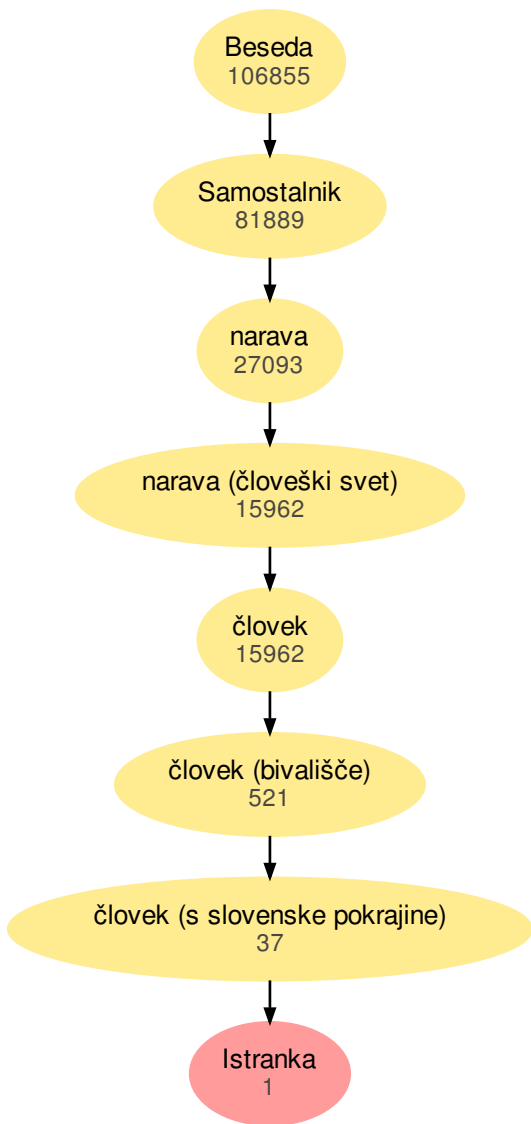 Beseda
106855
Samostalnik
81889
narava
27093
narava (človeški svet)
15962
človek
15962
človek (bivališče)
521
človek (s slovenske pokrajine)
37
Istranka
1